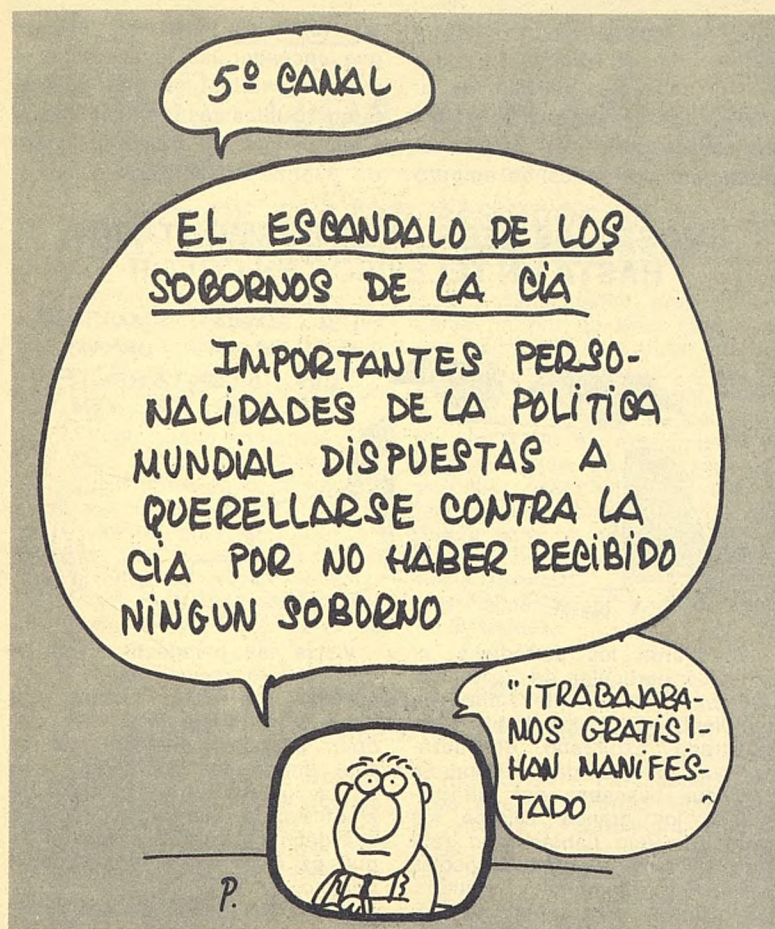 5º CANAL
EL ESCANDALO DE LOS
SOBORNOS DE LA CIA
IMPORTANTES PERSO-
NALIDADES DE LA POLITICA
MUNDIAL DISPUESTAS A
QUERELLARSE CONTRA LA
CIA POR NO HABER RECIBIDO
NINGUN SOBORNO
"¡TRABAJABA-
MOS GRATIS!-
HAN MANIFES-
TADO
P.